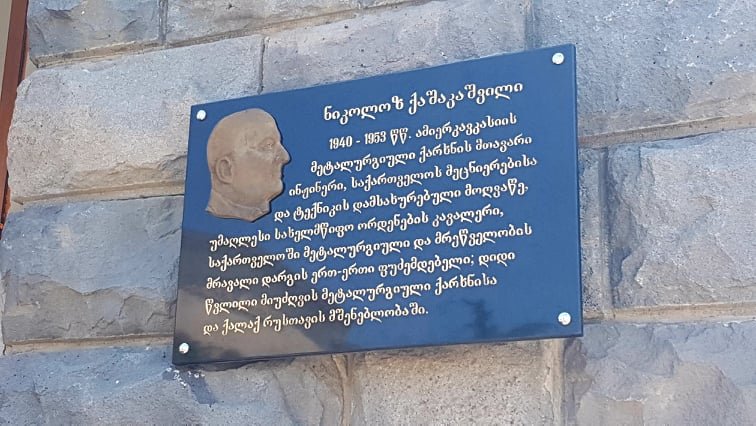 ნიკოლოზ ქაშაკაშვილი
1940 - 1953 წწ. ამიერკავკასიის
მეტალურგიული ქარხნის მთავარი
ინჟინერი, საქართველოს მეცნიერებისა
და ტექნიკის დამსახურებული მოღვაწე,
უმაღლესი სახელმწიფო ორდენების კავალერი,
საქართველოში მეტალურგიული და მრეწველობის
მრავალი დარგის ერთ-ერთი ფუძემდებელი; დიდი
წვლილი მიუძღვის მეტალურგიული ქარხნისა
და ქალაქ რუსთავის მშენებლობაში.